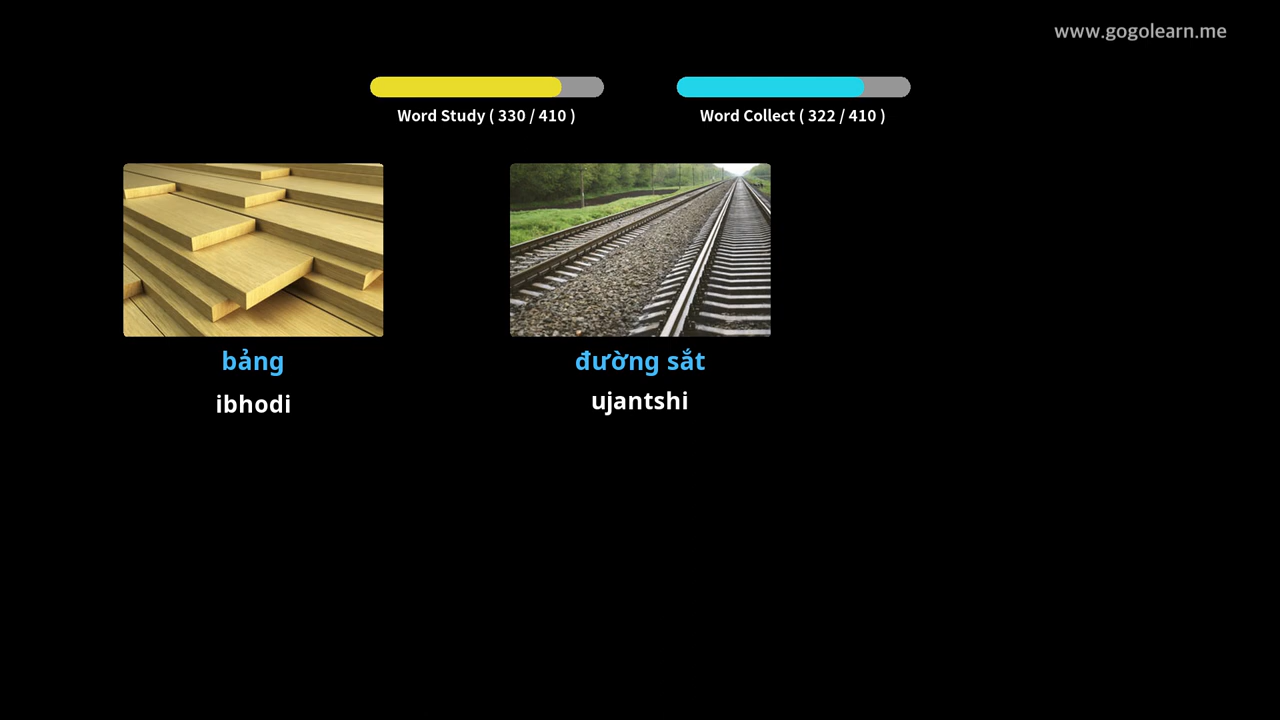 www.gogolearn.me
Word Study ( 330 / 410 )
Word Collect ( 322 / 410 )
bảng
ibhodi
đường sắt
ujantshi